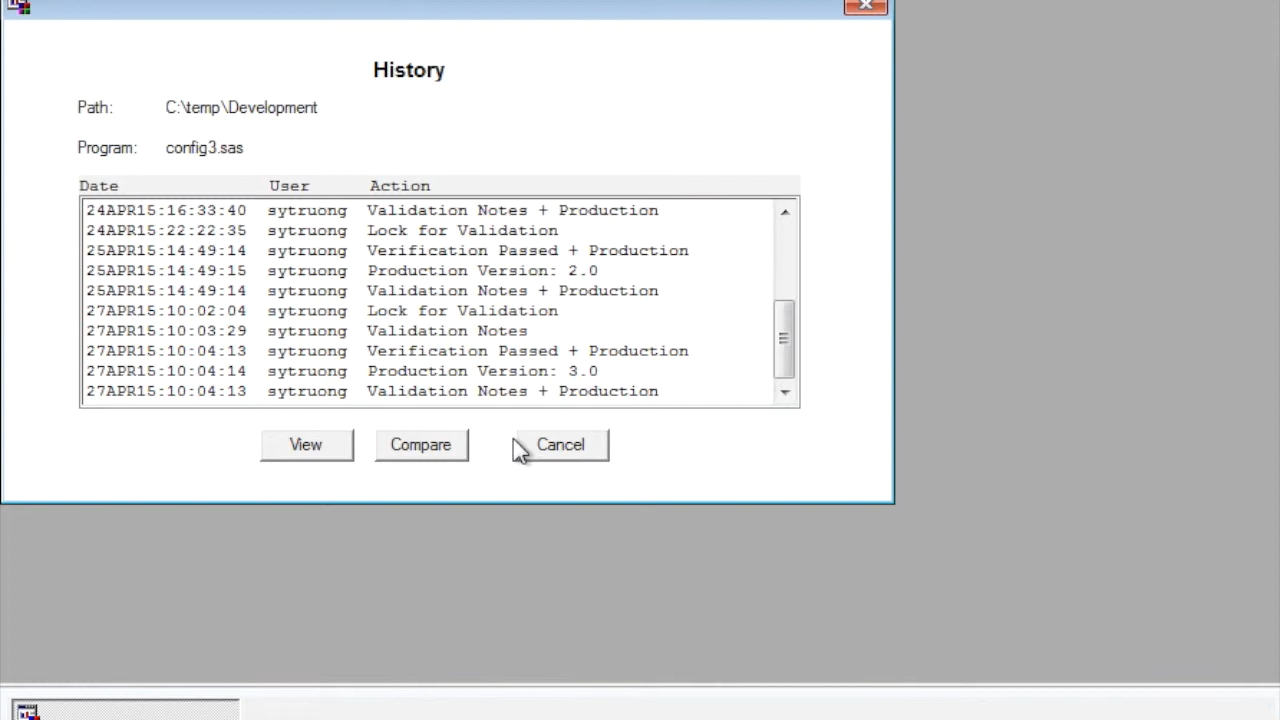 History
Path: C:\temp\Development
Program: config3.sas
Date User Action
24APR15:16:33:40 sytruong Validation Notes + Production
24APR15:22:22:35 sytruong Lock for Validation
25APR15:14:49:14 sytruong Verification Passed + Production
25APR15:14:49:15 sytruong Production Version: 2.0
25APR15:14:49:14 sytruong Validation Notes + Production
27APR15:10:02:04 sytruong Lock for Validation
27APR15:10:03:29 sytruong Validation Notes
27APR15:10:04:13 sytruong Verification Passed + Production
27APR15:10:04:14 sytruong Production Version: 3.0
27APR15:10:04:13 sytruong Validation Notes + Production
View Compare Cancel